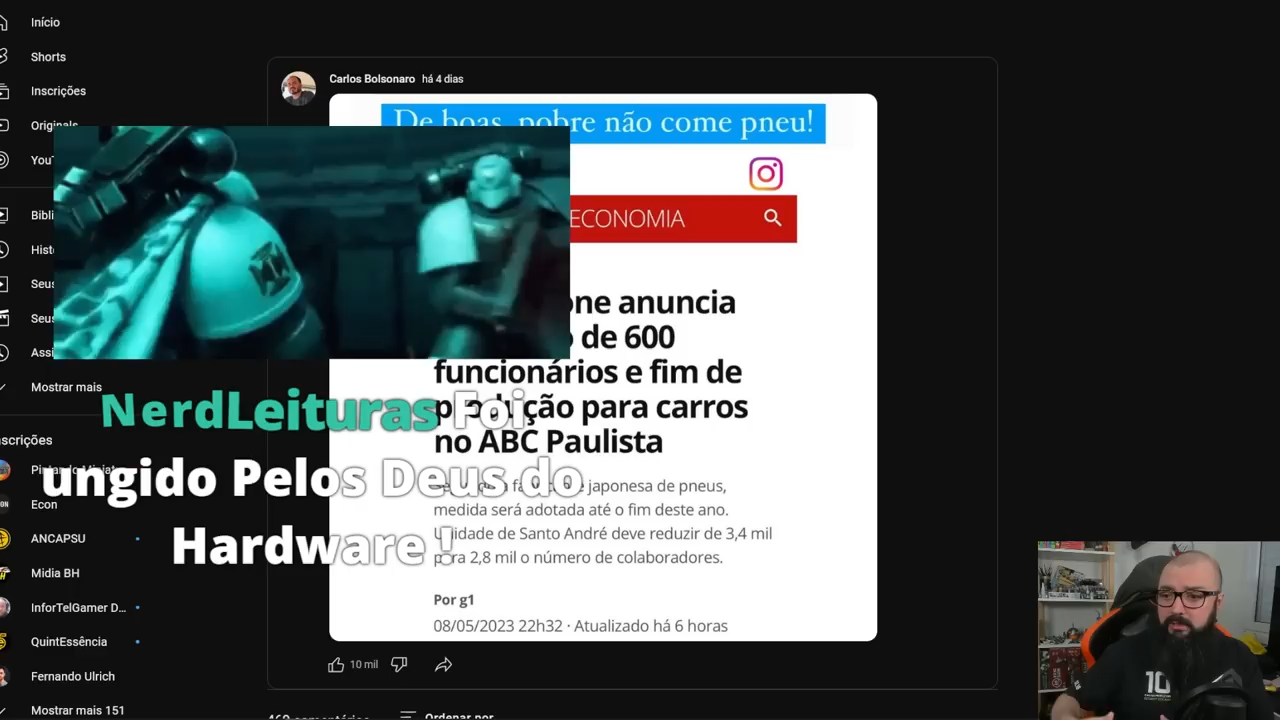 Início
Shorts
Inscrições
Originals
Mostrar mais
Inscrições
Econ
ANCAPSU
Midia BH
InforTelGamer D...
QuintEssência
Fernando Ulrich
Mostrar mais 151
Carlos Bolsonaro há 4 dias
De boas, pobre não come pneu!
ECONOMIA
anuncia
de 600
funcionários e fim de
produção para carros
no ABC Paulista
japonesa de pneus,
medida será adotada até o fim deste ano.
Unidade de Santo André deve reduzir de 3,4 mil
para 2,8 mil o número de colaboradores.
Por g1
08/05/2023 22h32 · Atualizado há 6 horas
10 mil
Ordenar por
NerdLeituras Foi
ungido Pelos Deus do
Hardware !
10